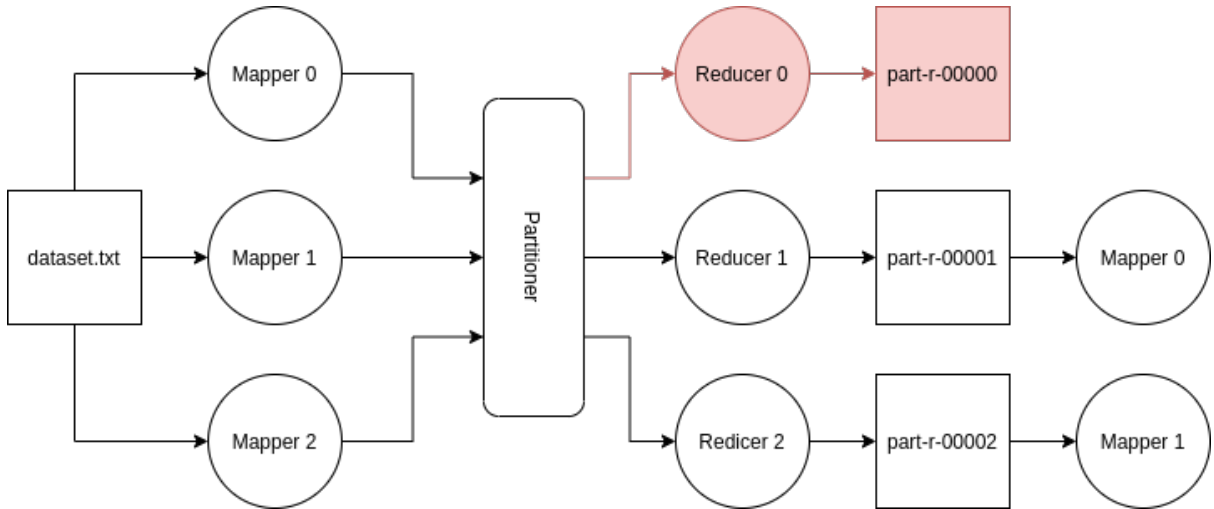 Mapper 0
Reducer 0
part-r-00000
dataset.txt
Mapper 1
Partitioner
Reducer 1
part-r-00001
Mapper 0
Mapper 2
Redicer 2
part-r-00002
Mapper 1